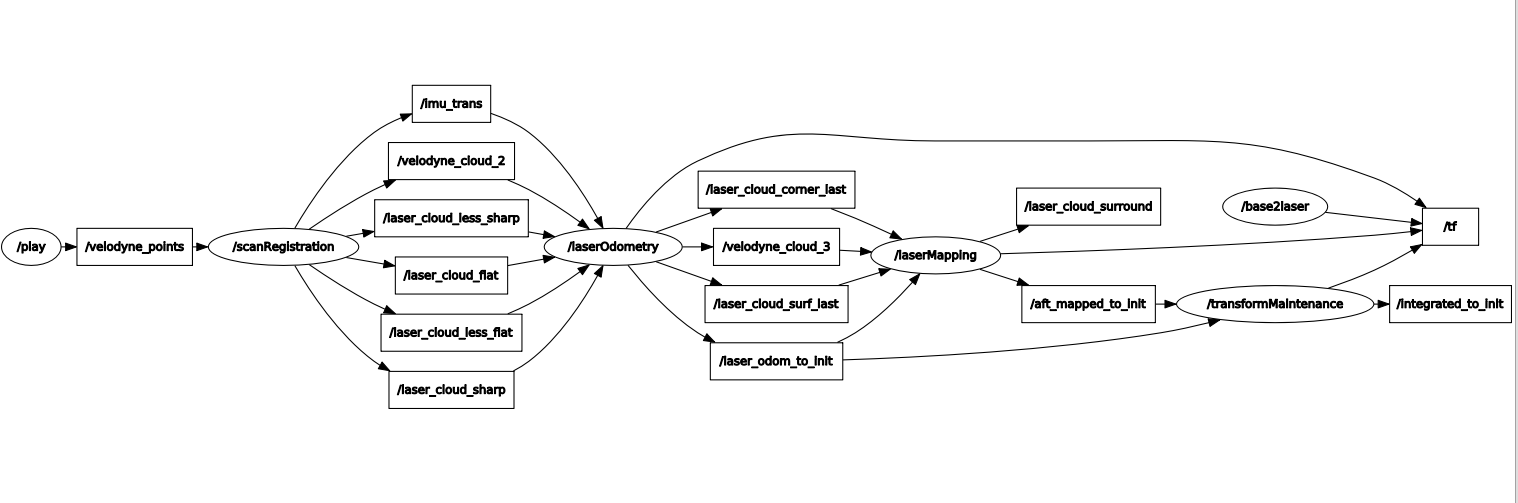 /play
/velodyne_points
/scanRegistration
/imu_trans
/velodyne_cloud_2
/laser_cloud_less_sharp
/laser_cloud_flat
/laser_cloud_less_flat
/laser_cloud_sharp
/laserOdometry
/laser_cloud_corner_last
/velodyne_cloud_3
/laser_cloud_surf_last
/laser_odom_to_init
/laserMapping
/laser_cloud_surround
/aft_mapped_to_init
/base2laser
/transformMaintenance
/tf
/integrated_to_init